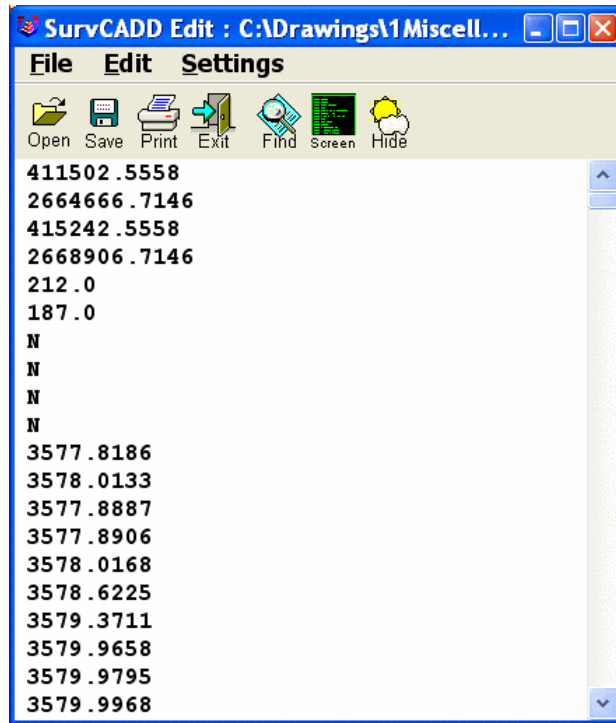 SurvCADD Edit : C:\Drawings\1Miscell...
File Edit Settings
Open Save Print Exit Find Screen Hide
411502.5558
2664666.7146
415242.5558
2668906.7146
212.0
187.0
N
N
N
N
3577.8186
3578.0133
3577.8887
3577.8906
3578.0168
3578.6225
3579.3711
3579.9658
3579.9795
3579.9968